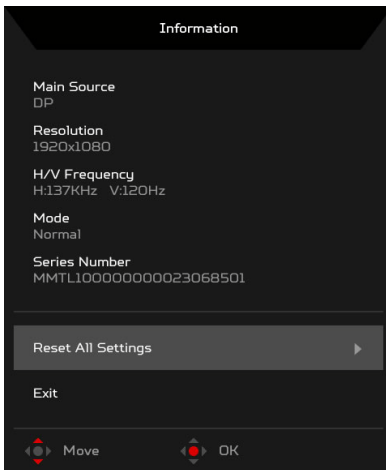 Information
Main Source
DP
Resolution
1920x1080
H/V Frequency
H:137KHz V:120Hz
Mode
Normal
Series Number
MMTL100000000023068501
Reset All Settings
Exit
Move OK